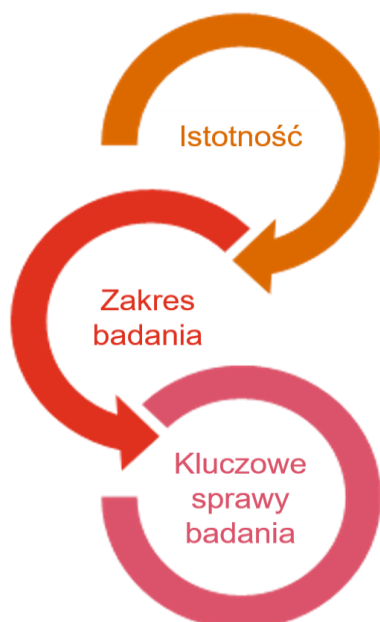 Istotność
Zakres
badania
Kluczowe
sprawy
badania